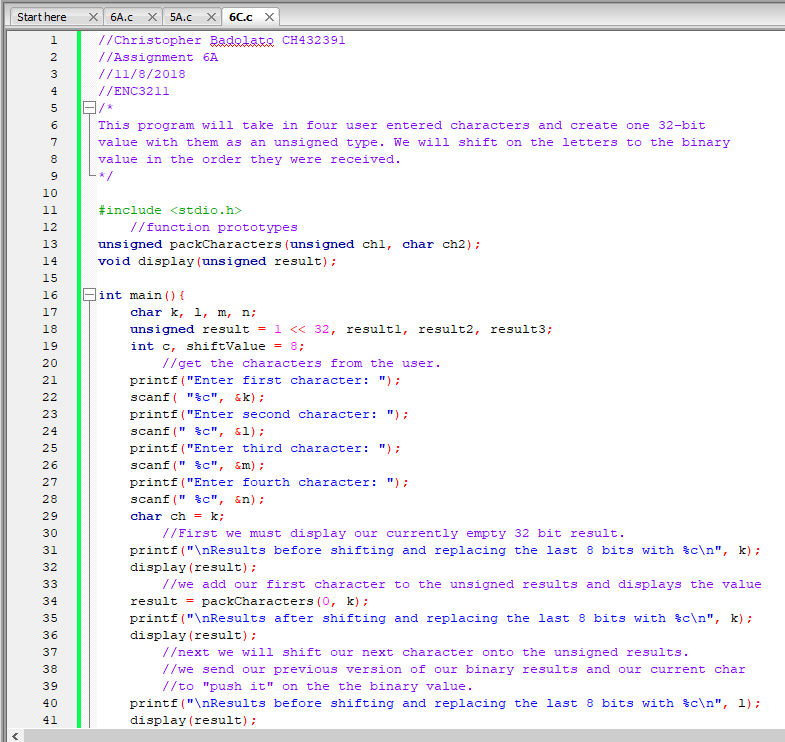 Start here 6A.c 5A.c 6C.c
1 //Christopher Badolato CH432391
2 //Assignment 6A
3 //11/8/2018
4 //ENC3211
5 /*
6 This program will take in four user entered characters and create one 32-bit
7 value with them as an unsigned type. We will shift on the letters to the binary
8 value in the order they were received.
9 */
10
11 #include <stdio.h>
12 //function prototypes
13 unsigned packCharacters(unsigned ch1, char ch2);
14 void display(unsigned result);
15
16 int main(){
17 char k, l, m, n;
18 unsigned result = 1 << 32, result1, result2, result3;
19 int c, shiftValue = 8;
20 //get the characters from the user.
21 printf("Enter first character: ");
22 scanf( "%c", &k);
23 printf("Enter second character: ");
24 scanf(" %c", &l);
25 printf("Enter third character: ");
26 scanf(" %c", &m);
27 printf("Enter fourth character: ");
28 scanf(" %c", &n);
29 char ch = k;
30 //First we must display our currently empty 32 bit result.
31 printf("\nResults before shifting and replacing the last 8 bits with %c\n", k);
32 display(result);
33 //we add our first character to the unsigned results and displays the value
34 result = packCharacters(0, k);
35 printf("\nResults after shifting and replacing the last 8 bits with %c\n", k);
36 display(result);
37 //next we will shift our next character onto the unsigned results.
38 //we send our previous version of our binary results and our current char
39 //to "push it" on the the binary value.
40 printf("\nResults before shifting and replacing the last 8 bits with %c\n", l);
41 display(result);